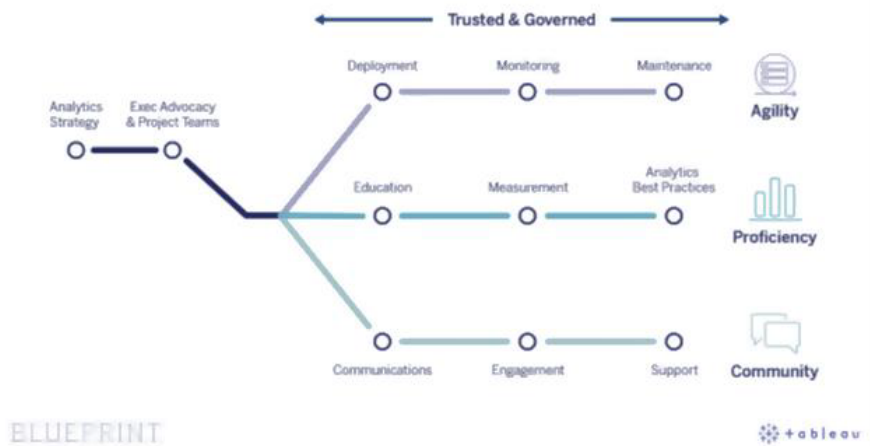 Trusted & Governed
Deployment
Monitoring
Maintenance
Agility
Analytics
Strategy
Exec Advocacy
& Project Teams
Education
Measurement
Analytics
Best Practices
Proficiency
Communications
Engagement
Support
Community
BLUEPRINT
+ a b l e a u